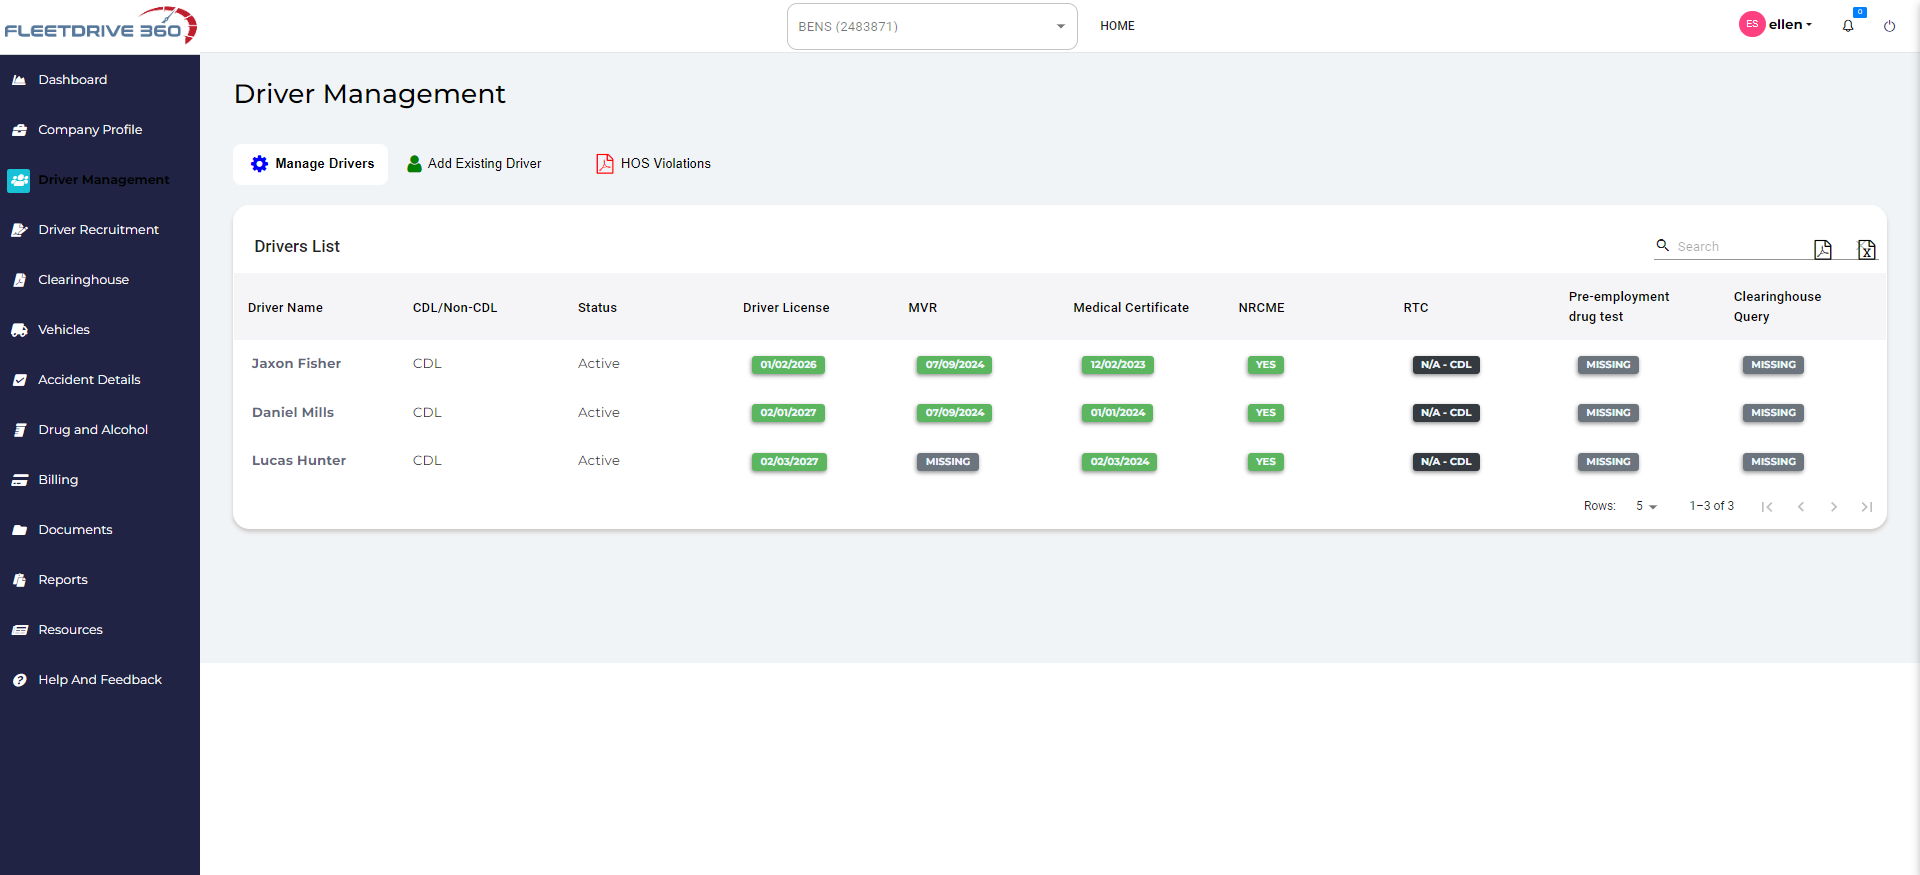 FLEETDRIVE 360
BENS (2483871)
HOME
ES ellen
0
Dashboard
Company Profile
Driver Management
Driver Recruitment
Clearinghouse
Vehicles
Accident Details
Drug and Alcohol
Billing
Documents
Reports
Resources
Help And Feedback
Driver Management
Manage Drivers Add Existing Driver HOS Violations
Drivers List
Search
Driver Name CDL/Non-CDL Status Driver License MVR Medical Certificate NRCME RTC Pre-employment drug test Clearinghouse Query
Jaxon Fisher CDL Active 01/02/2026 07/09/2024 12/02/2023 YES N/A - CDL MISSING MISSING
Daniel Mills CDL Active 02/01/2027 07/09/2024 01/01/2024 YES N/A - CDL MISSING MISSING
Lucas Hunter CDL Active 02/03/2027 MISSING 02/03/2024 YES N/A - CDL MISSING MISSING
Rows: 5 1–3 of 3